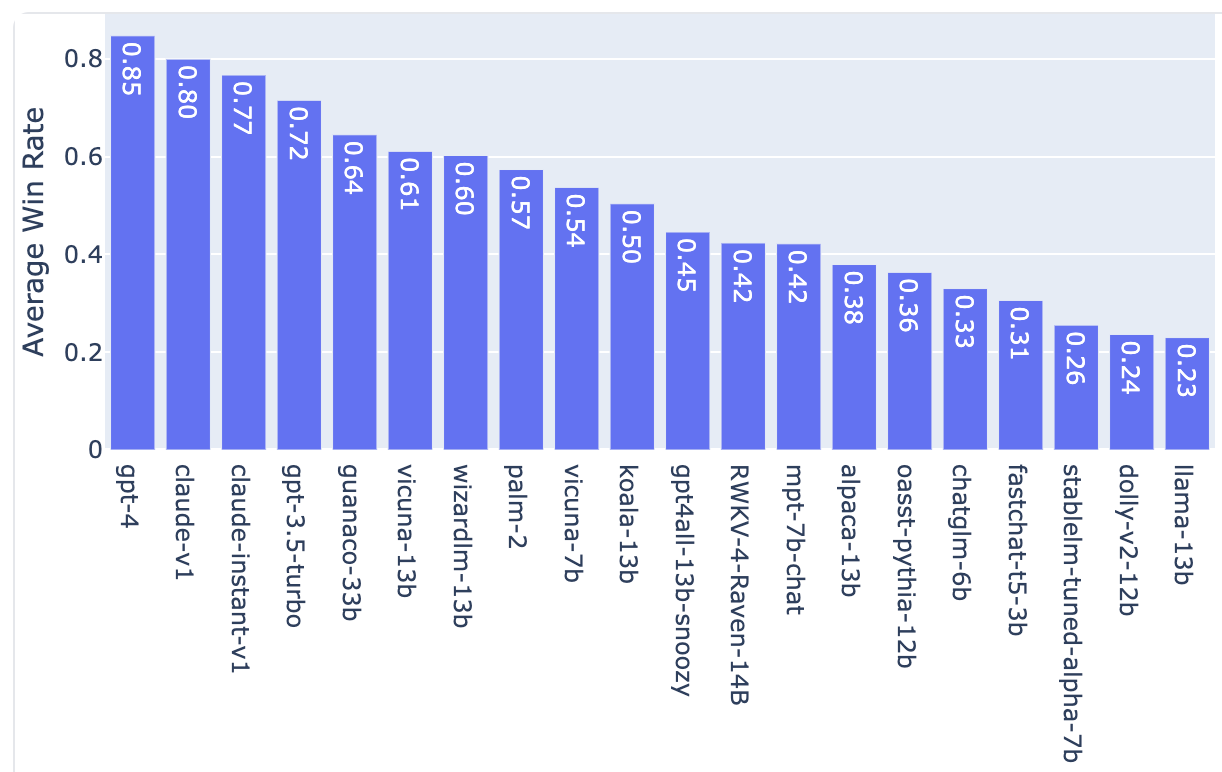 Average Win Rate
0.8
0.6
0.4
0.2
0
0.85
0.80
0.77
0.72
0.64
0.61
0.60
0.57
0.54
0.50
0.45
0.42
0.42
0.38
0.36
0.33
0.31
0.26
0.24
0.23
gpt-4
claude-v1
claude-instant-v1
gpt-3.5-turbo
guanaco-33b
vicuna-13b
wizardlm-13b
palm-2
vicuna-7b
koala-13b
gpt4all-13b-snoozy
RWKV-4-Raven-14B
mpt-7b-chat
alpaca-13b
oasst-pythia-12b
chatglm-6b
fastchat-t5-3b
stablelm-tuned-alpha-7b
dolly-v2-12b
llama-13b